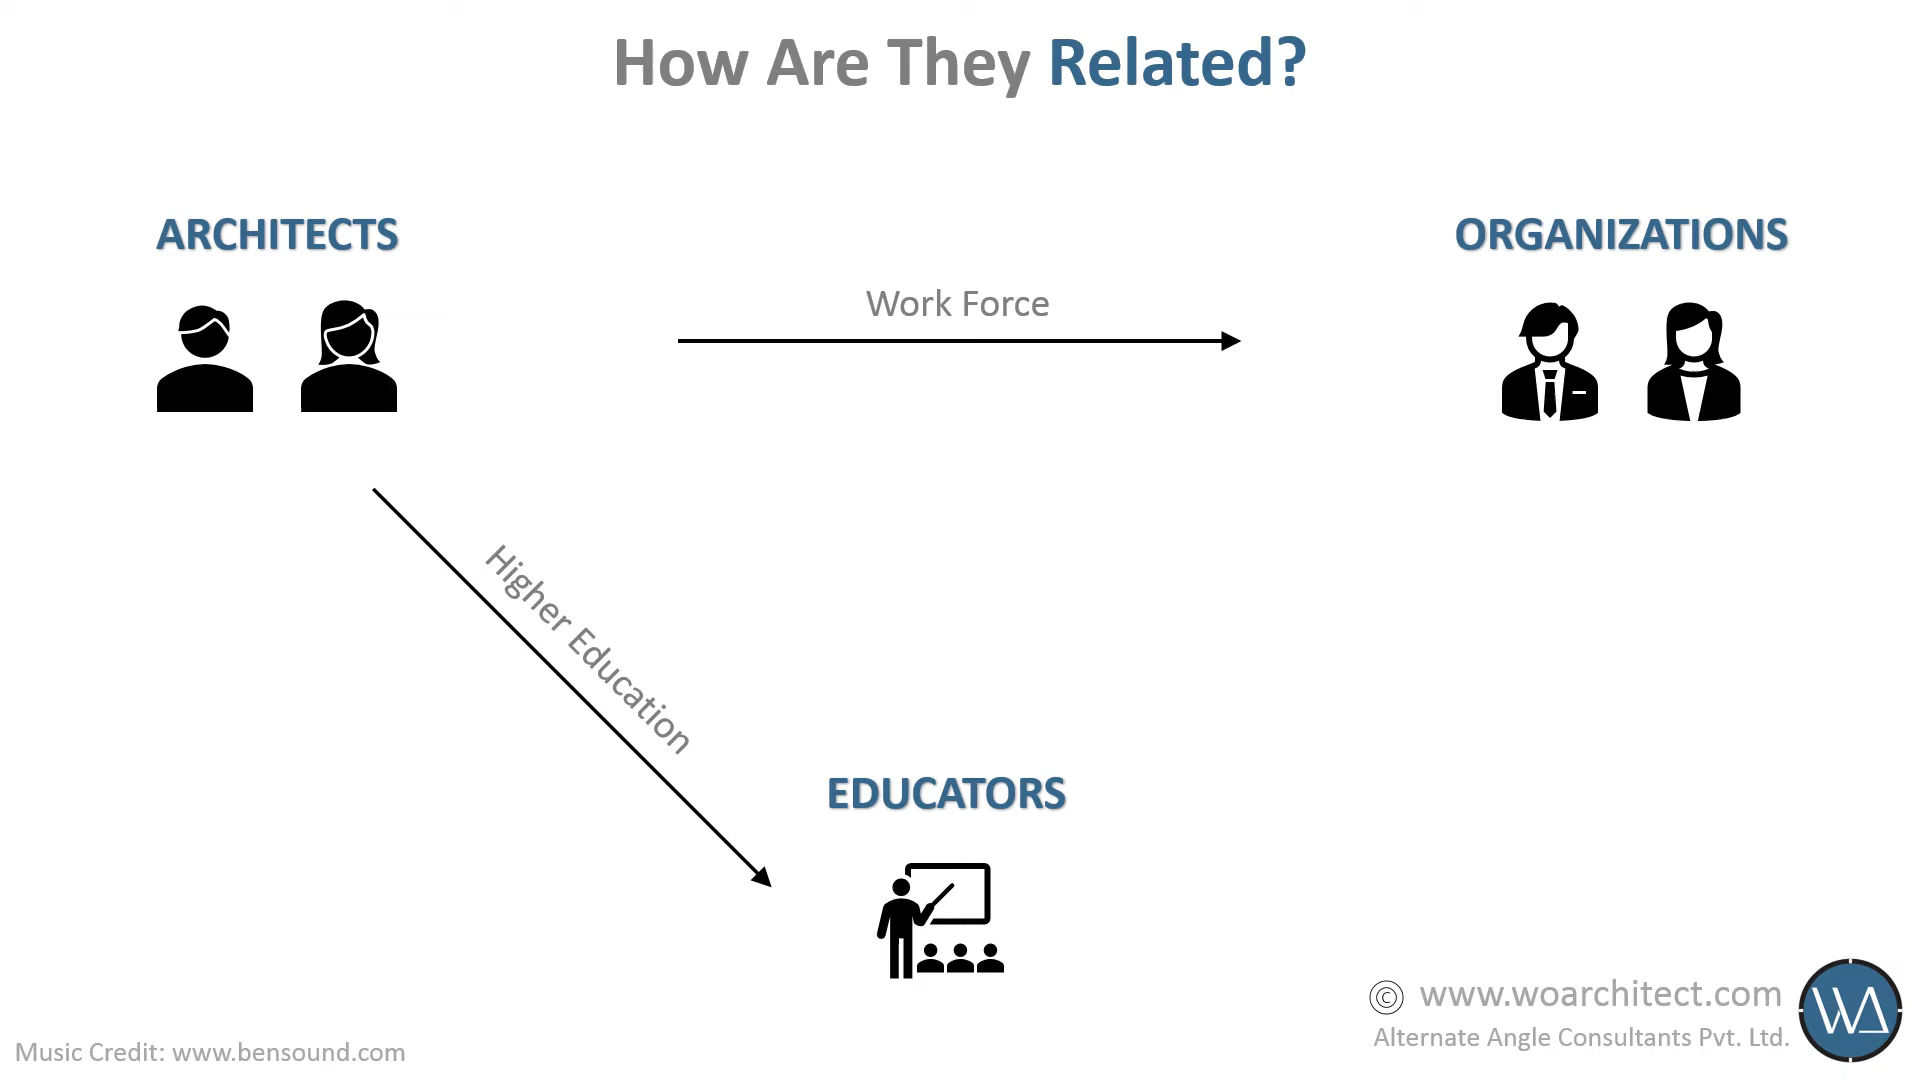 How Are They Related?
ARCHITECTS
ORGANIZATIONS
Work Force
Higher Education
EDUCATORS
© www.woarchitect.com
Alternate Angle Consultants Pvt. Ltd.
WA
Music Credit: www.bensound.com